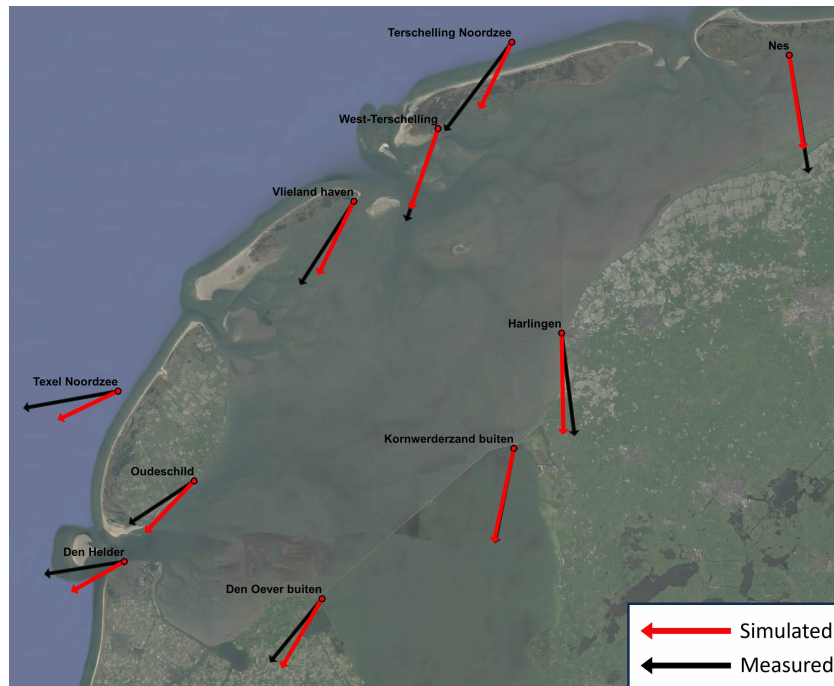 Terschelling Noordzee
Nes
West-Terschelling
Vlieland haven
Harlingen
Texel Noordzee
Kornwerderzand buiten
Oudeschild
Den Helder
Den Oever buiten
Simulated
Measured